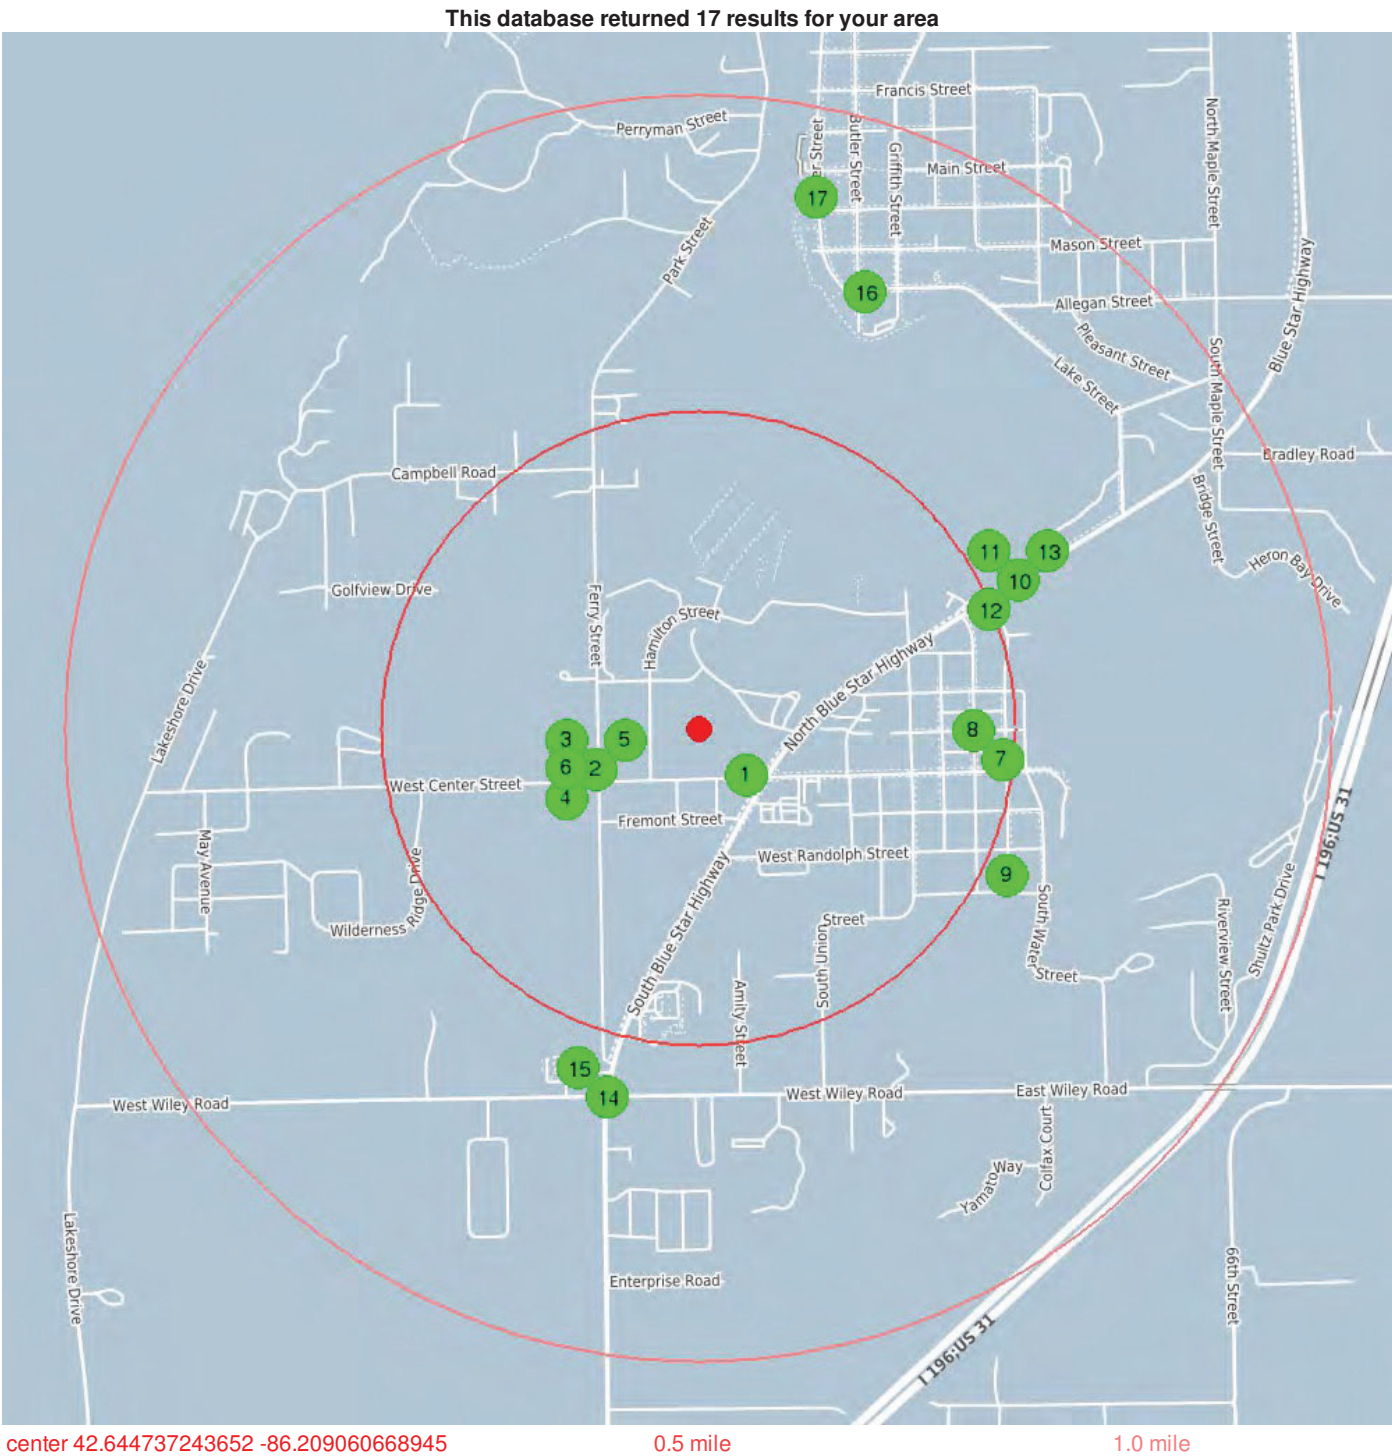 This database returned 17 results for your area
Francis Street
Perryman Street
er Street
Butler Street
Griffith Street
Main Street
North Maple Street
17
Park Street
Mason Street
Blue Star Highway
16
Allegan Street
Pleasant Street
Lake Street
South Maple Street
Campbell Road
Bradley Road
Bridge Street
11
13
10
Heron Bay Drive
Golfview Drive
Ferry Street
Hamilton Street
12
North Blue Star Highway
Lakeshore Drive
3
5
8
6
2
7
1
West Center Street
4
Fremont Street
May Avenue
Wilderness Ridge Drive
West Randolph Street
9
South Blue Star Highway
South Union Street
South Water Street
Riverview Street
Shultz Park Drive
I 196;US 31
Amity Street
15
14
West Wiley Road
West Wiley Road
East Wiley Road
Colfax Court
Yamato Way
Lakeshore Drive
Enterprise Road
66th Street
I 196;US 31
center 42.644737243652 -86.209060668945
0.5 mile
1.0 mile